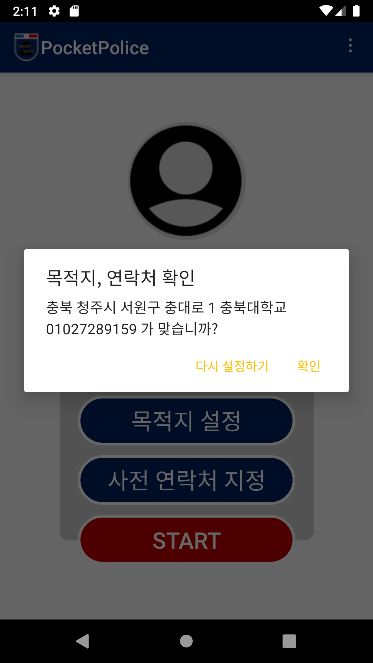 2:11
PocketPolice
목적지, 연락처 확인
충북 청주시 서원구 충대로 1 충북대학교
01027289159 가 맞습니까?
다시 설정하기 확인
목적지 설정
사전 연락처 지정
START